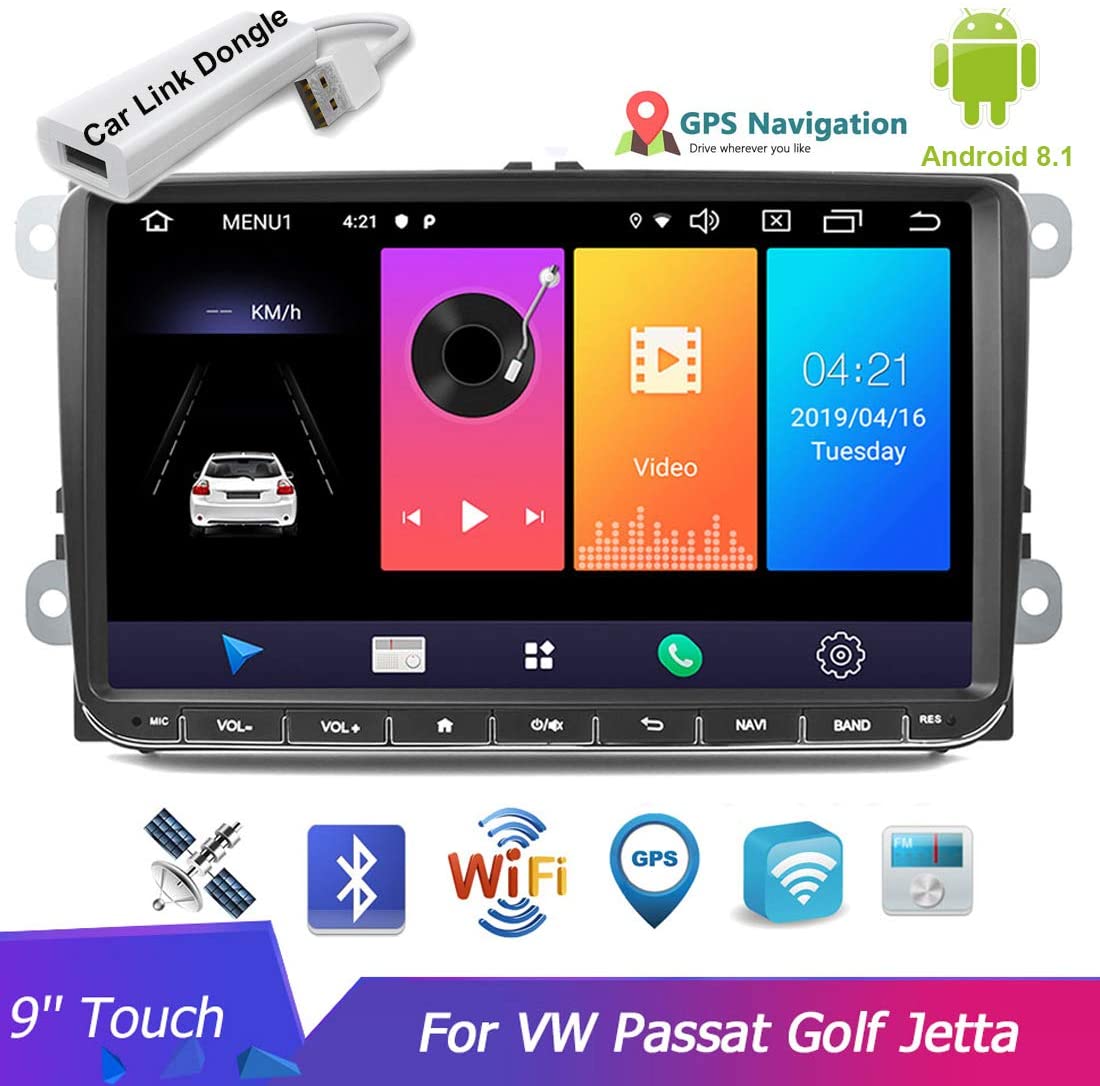 Car Link Dongle
GPS Navigation
Drive wherever you like
Android 8.1
MENU1
4:21
P
-- KM/h
Video
04:21
2019/04/16
Tuesday
MIC
VOL-
VOL+
NAVI
BAND
RES
WiFi
GPS
FM
9" Touch
For VW Passat Golf Jetta